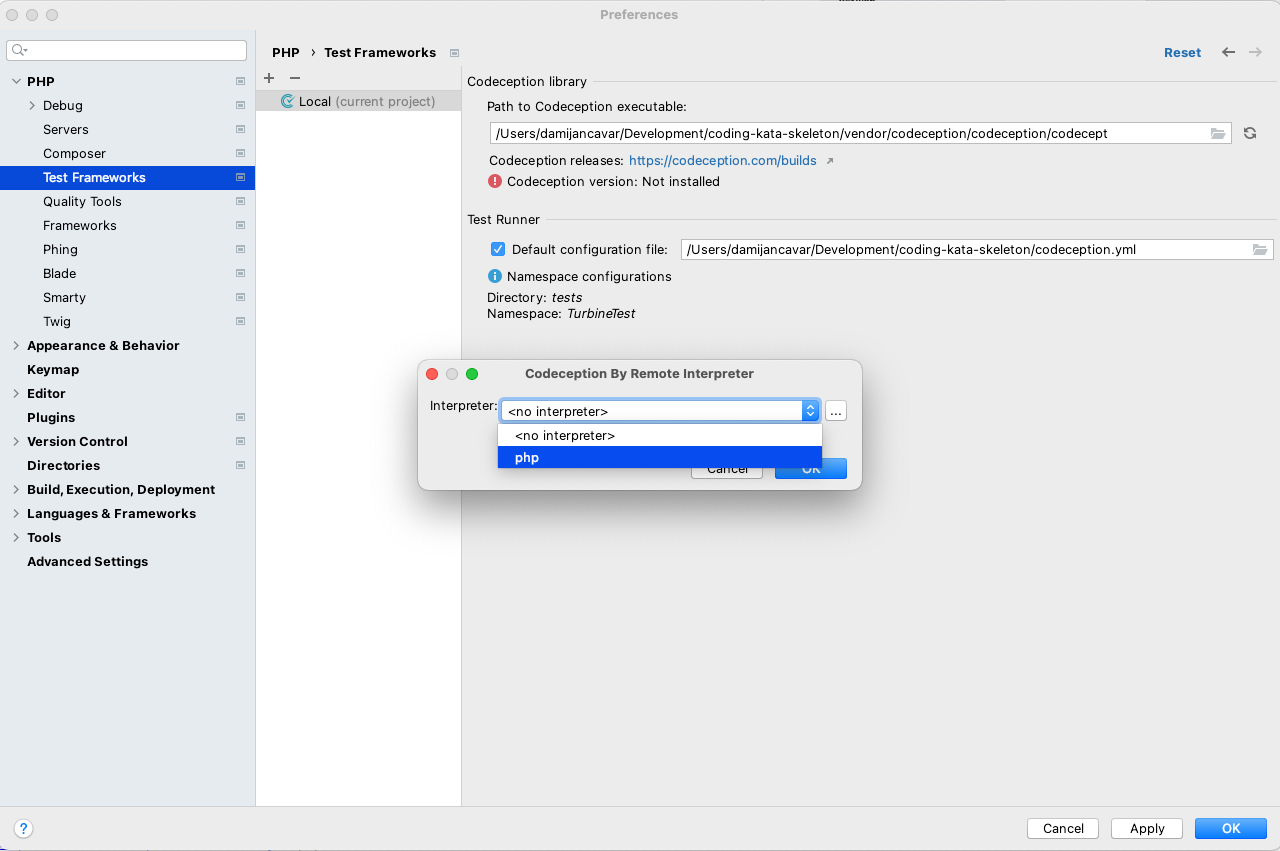 Preferences
PHP
Debug
Servers
Composer
Test Frameworks
Quality Tools
Frameworks
Phing
Blade
Smarty
Twig
Appearance & Behavior
Keymap
Editor
Plugins
Version Control
Directories
Build, Execution, Deployment
Languages & Frameworks
Tools
Advanced Settings
PHP › Test Frameworks
Reset
Local (current project)
Codeception library
Path to Codeception executable:
/Users/damijancavar/Development/coding-kata-skeleton/vendor/codeception/codeception/codecept
Codeception releases: https://codeception.com/builds
Codeception version: Not installed
Test Runner
Default configuration file: /Users/damijancavar/Development/coding-kata-skeleton/codeception.yml
Namespace configurations
Directory: tests
Namespace: TurbineTest
Codeception By Remote Interpreter
Interpreter: <no interpreter> ...
<no interpreter>
php
Cancel OK
? Cancel Apply OK